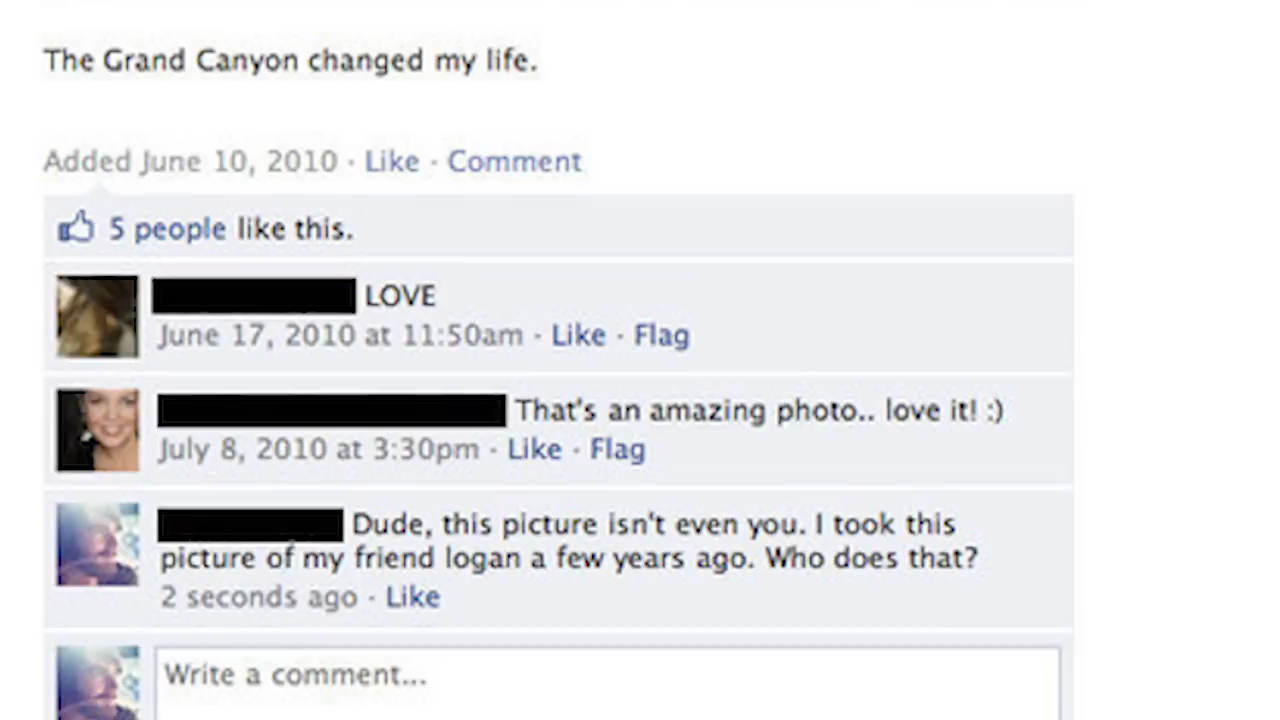 The Grand Canyon changed my life.
Added June 10, 2010 · Like · Comment
5 people like this.
LOVE
June 17, 2010 at 11:50am · Like · Flag
That's an amazing photo.. love it! :)
July 8, 2010 at 3:30pm · Like · Flag
Dude, this picture isn't even you. I took this
picture of my friend logan a few years ago. Who does that?
2 seconds ago · Like
Write a comment...